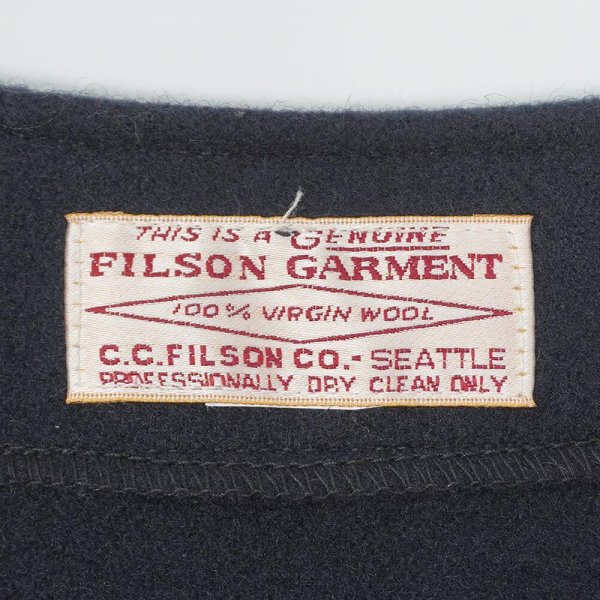 THIS IS A GENUINE
FILSON GARMENT
100% VIRGIN WOOL
C.C.FILSON CO.- SEATTLE
PROFESSIONALLY DRY CLEAN ONLY